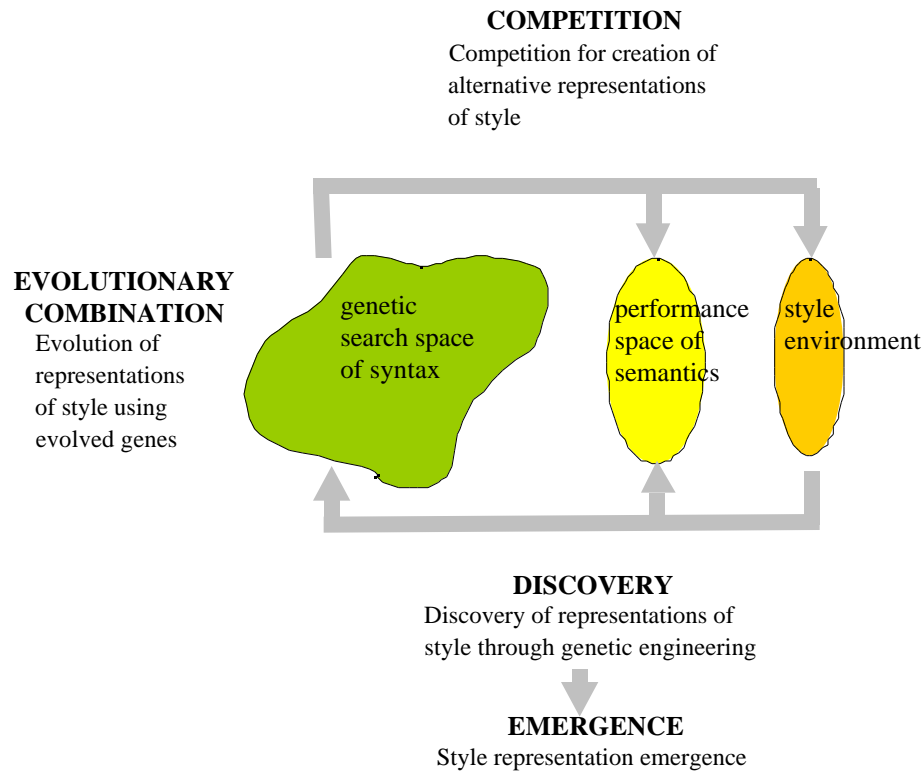 COMPETITION
Competition for creation of
alternative representations
of style
EVOLUTIONARY
COMBINATION
Evolution of
representations
of style using
evolved genes
genetic
search space
of syntax
performance
space of
semantics
style
environment
DISCOVERY
Discovery of representations of
style through genetic engineering
EMERGENCE
Style representation emergence